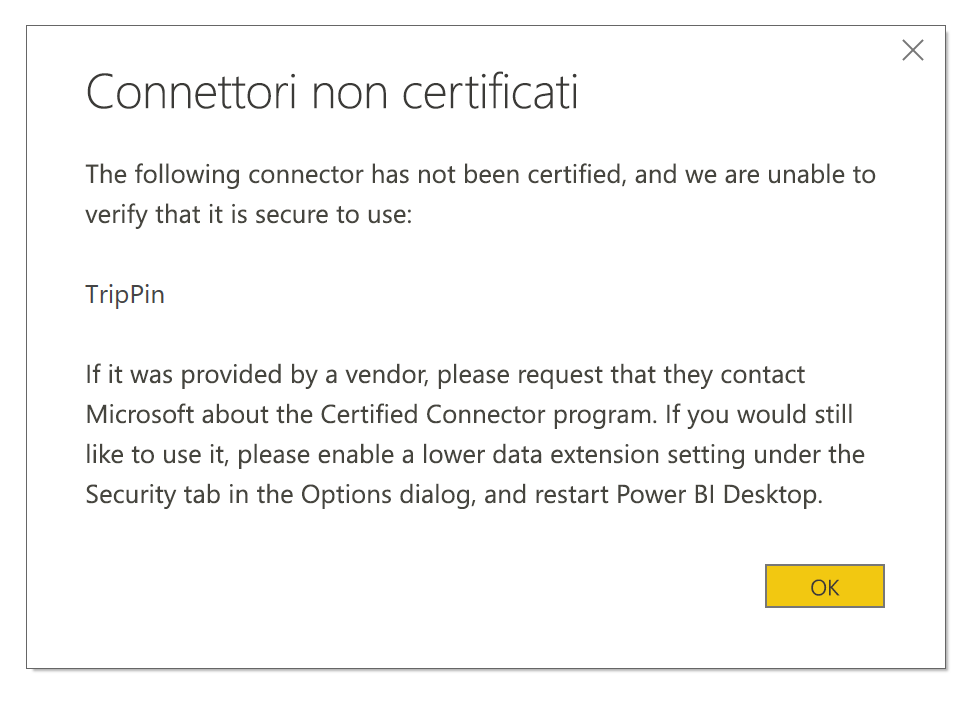 Connettori non certificati
The following connector has not been certified, and we are unable to
verify that it is secure to use:
TripPin
If it was provided by a vendor, please request that they contact
Microsoft about the Certified Connector program. If you would still
like to use it, please enable a lower data extension setting under the
Security tab in the Options dialog, and restart Power BI Desktop.
OK